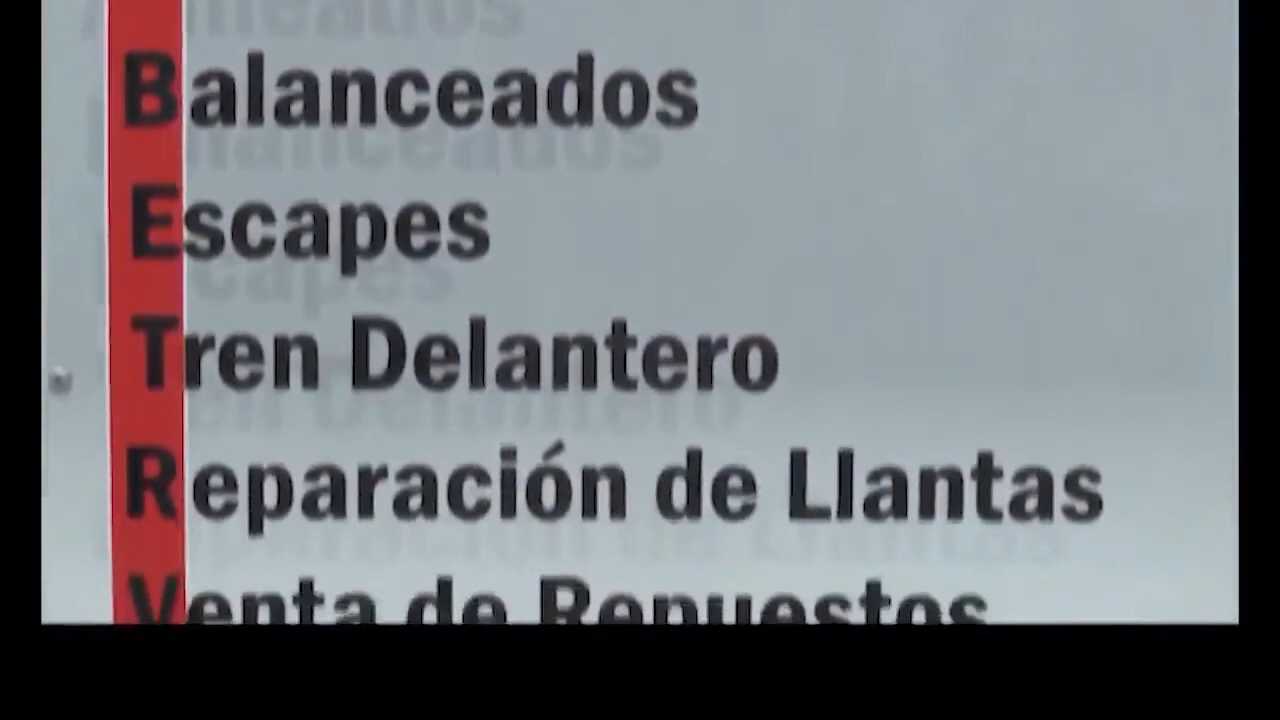 Balanceados
Escapes
Tren Delantero
Reparación de Llantas
Venta de Repuestos